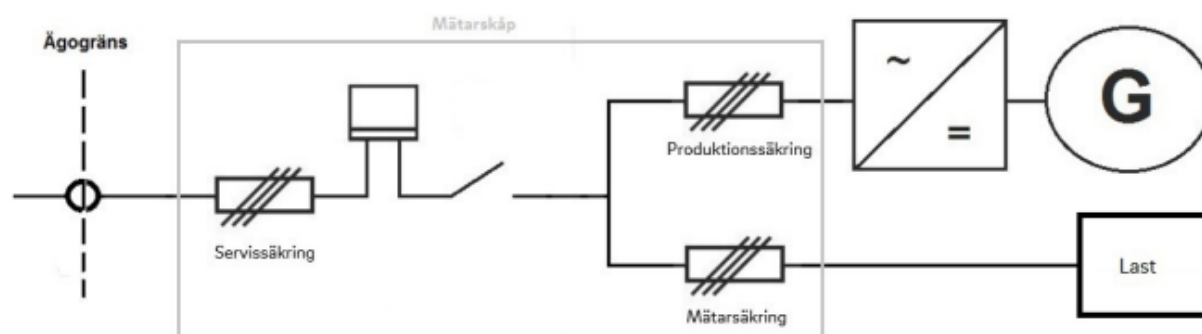 Mätarskåp
Ägogräns
~
=
G
Produktionssäkring
Servissäkring
Last
Mätarsäkring